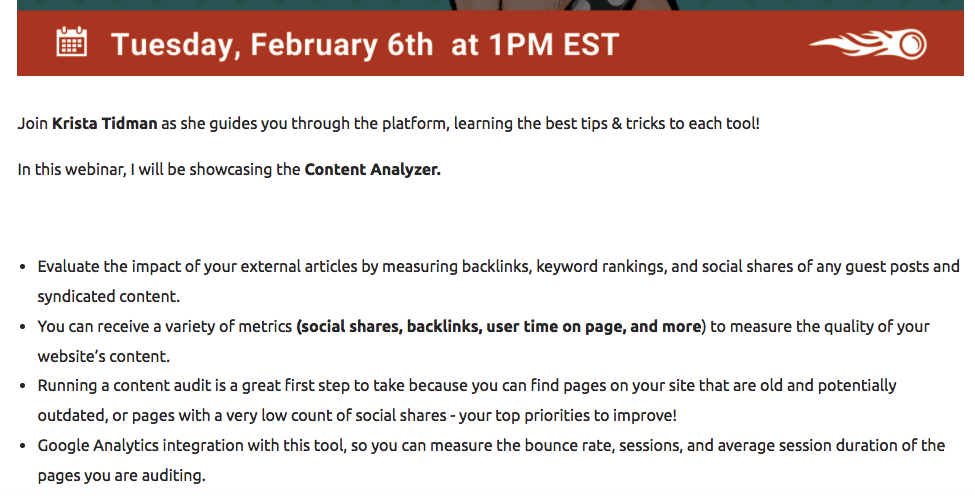 Tuesday, February 6th at 1PM EST
Join Krista Tidman as she guides you through the platform, learning the best tips & tricks to each tool!
In this webinar, I will be showcasing the Content Analyzer.
• Evaluate the impact of your external articles by measuring backlinks, keyword rankings, and social shares of any guest posts and
syndicated content.
• You can receive a variety of metrics (social shares, backlinks, user time on page, and more) to measure the quality of your
website’s content.
• Running a content audit is a great first step to take because you can find pages on your site that are old and potentially
outdated, or pages with a very low count of social shares - your top priorities to improve!
• Google Analytics integration with this tool, so you can measure the bounce rate, sessions, and average session duration of the
pages you are auditing.